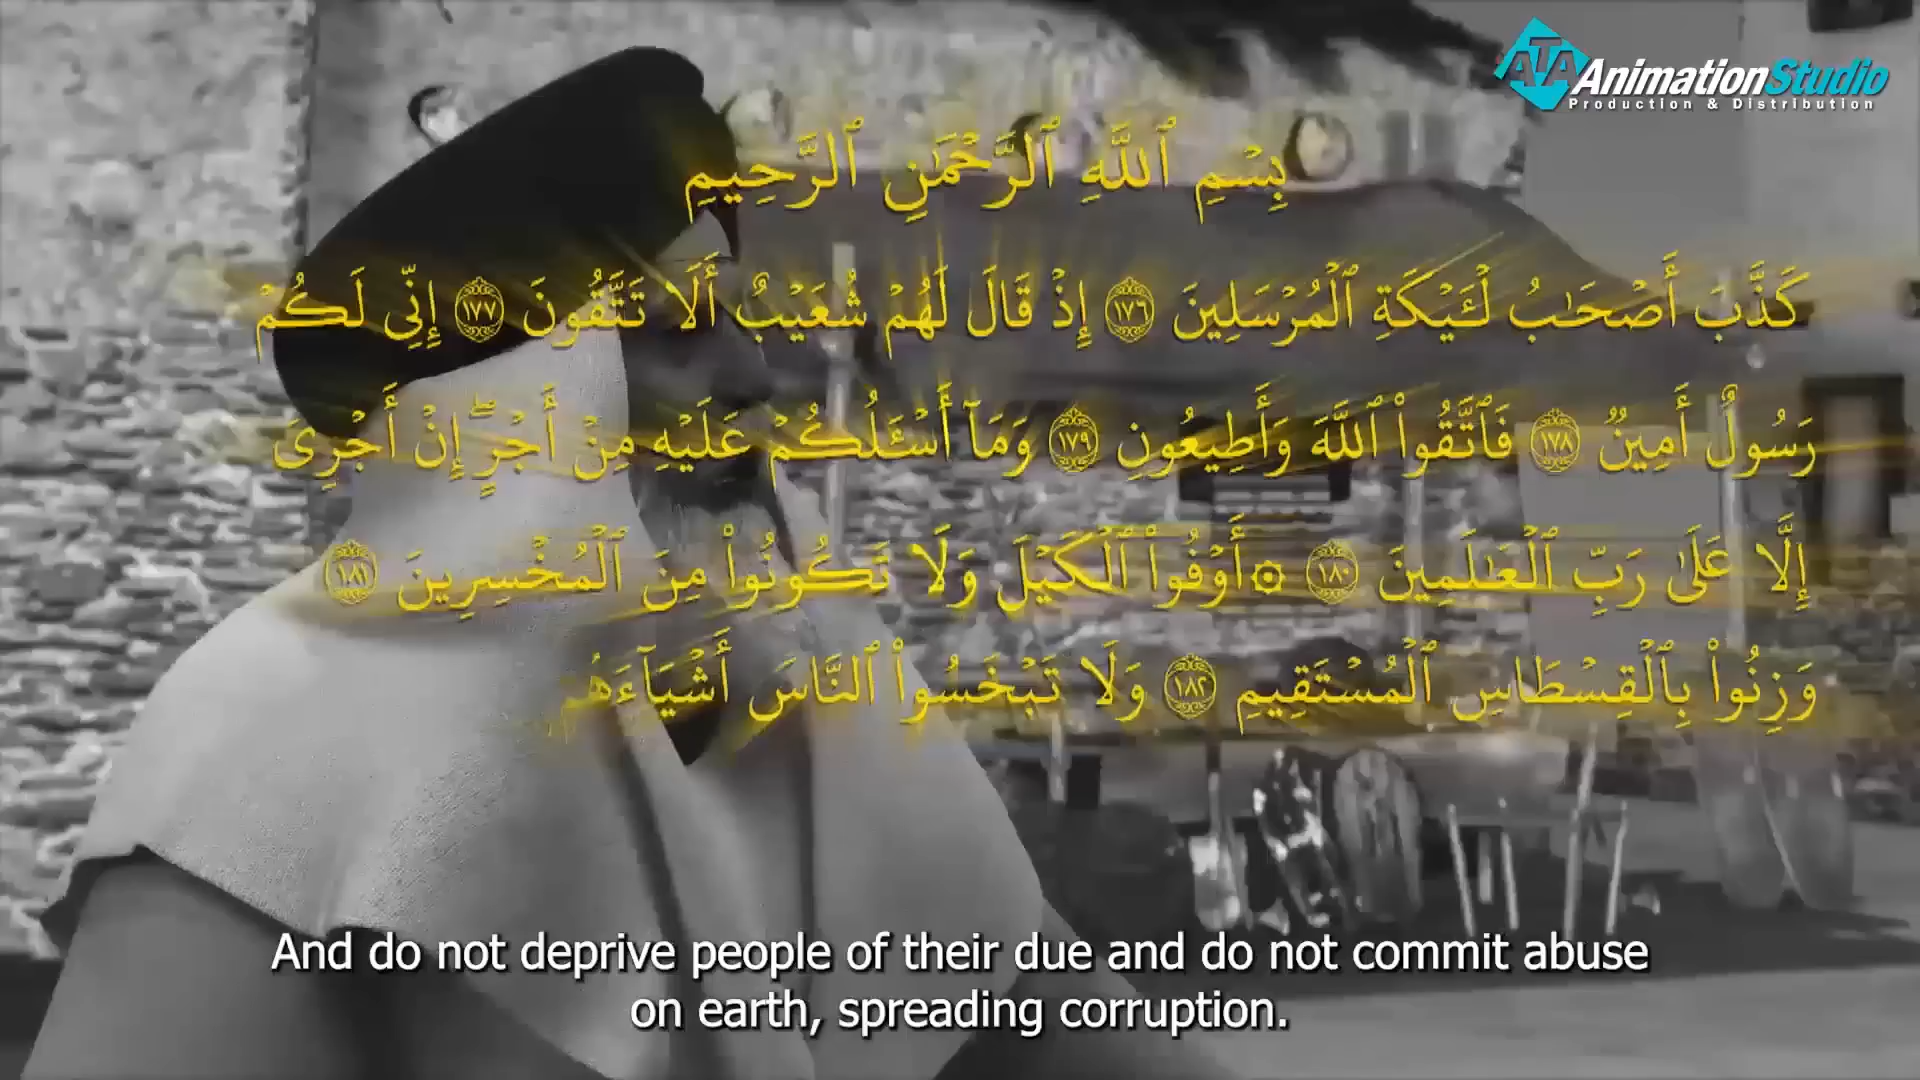 ATA AnimationStudio
Production & Distribution
بِسْمِ ٱللَّهِ ٱلرَّحْمَٰنِ ٱلرَّحِيمِ
كَذَّبَ أَصْحَٰبُ لْـَٔيْكَةِ ٱلْمُرْسَلِينَ ١٧٦ إِذْ قَالَ لَهُمْ شُعَيْبٌ أَلَا تَتَّقُونَ ١٧٧ إِنِّى لَكُمْ
رَسُولٌ أَمِينٌ ١٧٨ فَٱتَّقُوا۟ ٱللَّهَ وَأَطِيعُونِ ١٧٩ وَمَآ أَسْـَٔلُكُمْ عَلَيْهِ مِنْ أَجْرٍ ۖ إِنْ أَجْرِىَ
إِلَّا عَلَىٰ رَبِّ ٱلْعَٰلَمِينَ ١٨٠ ۞ أَوْفُوا۟ ٱلْكَيْلَ وَلَا تَكُونُوا۟ مِنَ ٱلْمُخْسِرِينَ ١٨١
وَزِنُوا۟ بِٱلْقِسْطَاسِ ٱلْمُسْتَقِيمِ ١٨٢ وَلَا تَبْخَسُوا۟ ٱلنَّاسَ أَشْيَآءَهُمْ
And do not deprive people of their due and do not commit abuse
on earth, spreading corruption.